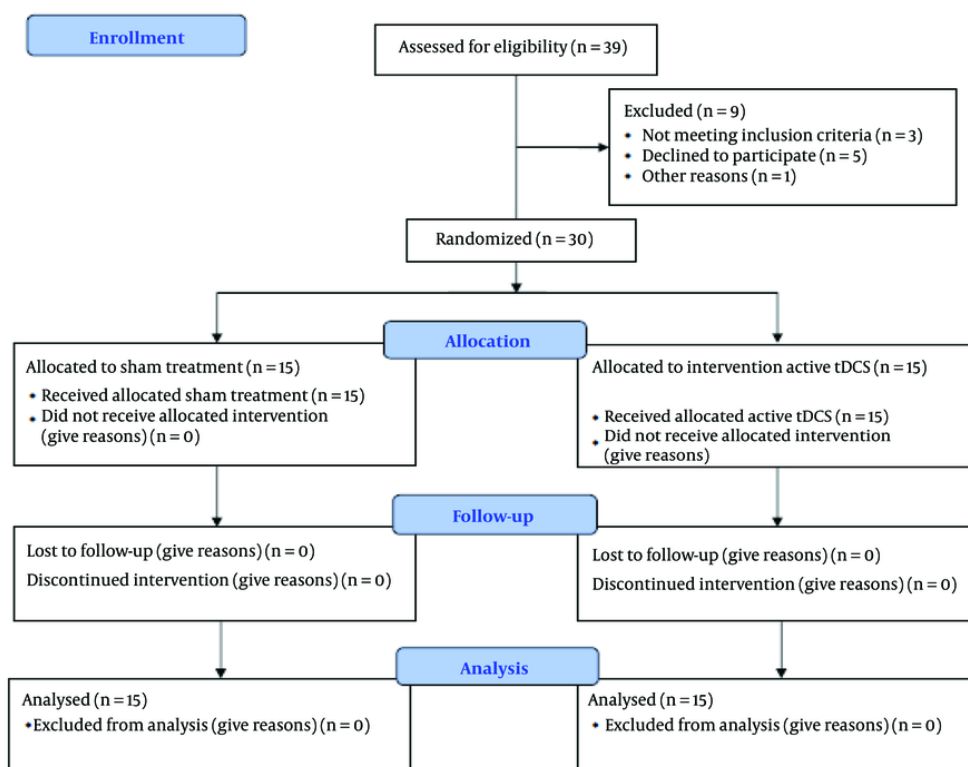 Enrollment
Assessed for eligibility (n = 39)
Excluded (n = 9)
• Not meeting inclusion criteria (n = 3)
• Declined to participate (n = 5)
• Other reasons (n = 1)
Randomized (n = 30)
Allocation
Allocated to sham treatment (n = 15)
• Received allocated sham treatment (n = 15)
• Did not receive allocated intervention
(give reasons) (n = 0)
Allocated to intervention active tDCS (n = 15)
• Received allocated active tDCS (n = 15)
• Did not receive allocated intervention
(give reasons)
Follow-up
Lost to follow-up (give reasons) (n = 0)
Discontinued intervention (give reasons) (n = 0)
Lost to follow-up (give reasons) (n = 0)
Discontinued intervention (give reasons) (n = 0)
Analysis
Analysed (n = 15)
•Excluded from analysis (give reasons) (n = 0)
Analysed (n = 15)
• Excluded from analysis (give reasons) (n = 0)